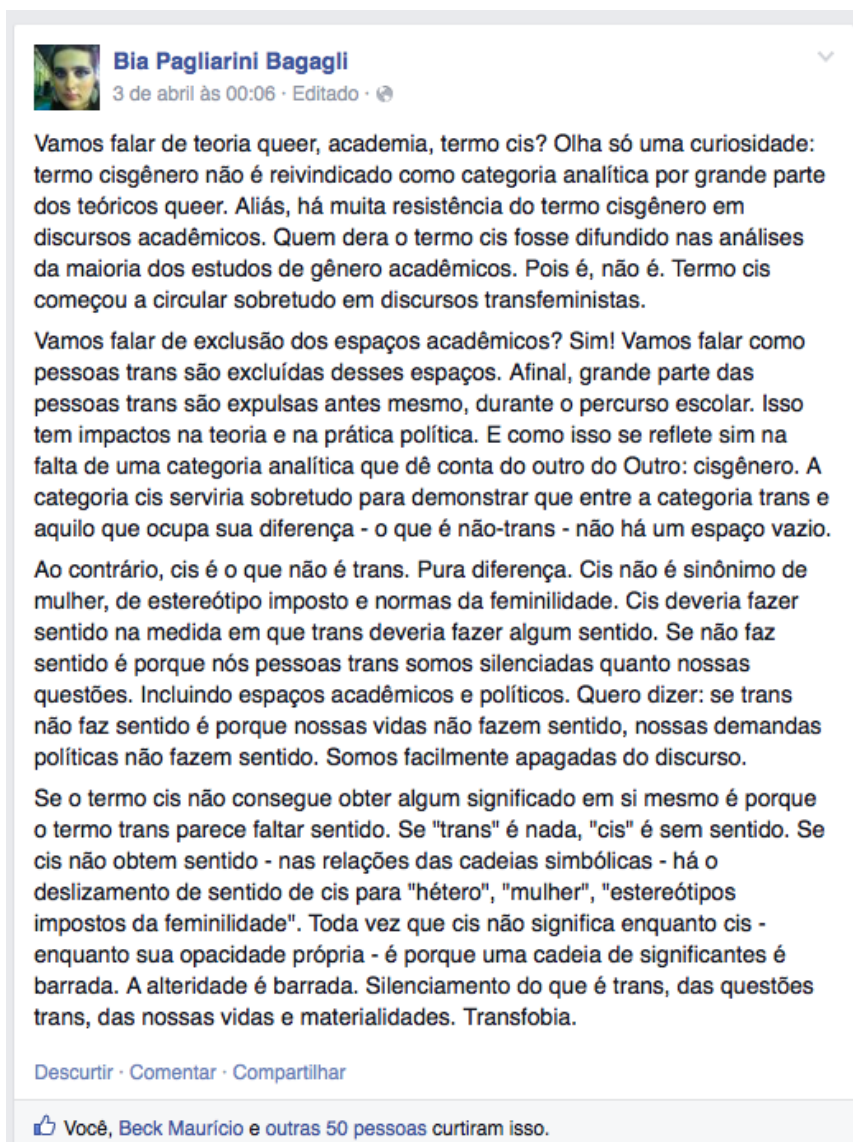 Bia Pagliarini Bagagli
3 de abril às 00:06 · Editado ·
Vamos falar de teoria queer, academia, termo cis? Olha só uma curiosidade:
termo cisgênero não é reivindicado como categoria analítica por grande parte
dos teóricos queer. Aliás, há muita resistência do termo cisgênero em
discursos acadêmicos. Quem dera o termo cis fosse difundido nas análises
da maioria dos estudos de gênero acadêmicos. Pois é, não é. Termo cis
começou a circular sobretudo em discursos transfeministas.
Vamos falar de exclusão dos espaços acadêmicos? Sim! Vamos falar como
pessoas trans são excluídas desses espaços. Afinal, grande parte das
pessoas trans são expulsas antes mesmo, durante o percurso escolar. Isso
tem impactos na teoria e na prática política. E como isso se reflete sim na
falta de uma categoria analítica que dê conta do outro do Outro: cisgênero. A
categoria cis serviria sobretudo para demonstrar que entre a categoria trans e
aquilo que ocupa sua diferença - o que é não-trans - não há um espaço vazio.
Ao contrário, cis é o que não é trans. Pura diferença. Cis não é sinônimo de
mulher, de estereótipo imposto e normas da feminilidade. Cis deveria fazer
sentido na medida em que trans deveria fazer algum sentido. Se não faz
sentido é porque nós pessoas trans somos silenciadas quanto nossas
questões. Incluindo espaços acadêmicos e políticos. Quero dizer: se trans
não faz sentido é porque nossas vidas não fazem sentido, nossas demandas
políticas não fazem sentido. Somos facilmente apagadas do discurso.
Se o termo cis não consegue obter algum significado em si mesmo é porque
o termo trans parece faltar sentido. Se "trans" é nada, "cis" é sem sentido. Se
cis não obtem sentido - nas relações das cadeias simbólicas - há o
deslizamento de sentido de cis para "hétero", "mulher", "estereótipos
impostos da feminilidade". Toda vez que cis não significa enquanto cis -
enquanto sua opacidade própria - é porque uma cadeia de significantes é
barrada. A alteridade é barrada. Silenciamento do que é trans, das questões
trans, das nossas vidas e materialidades. Transfobia.
Descurtir · Comentar · Compartilhar
Você, Beck Maurício e outras 50 pessoas curtiram isso.